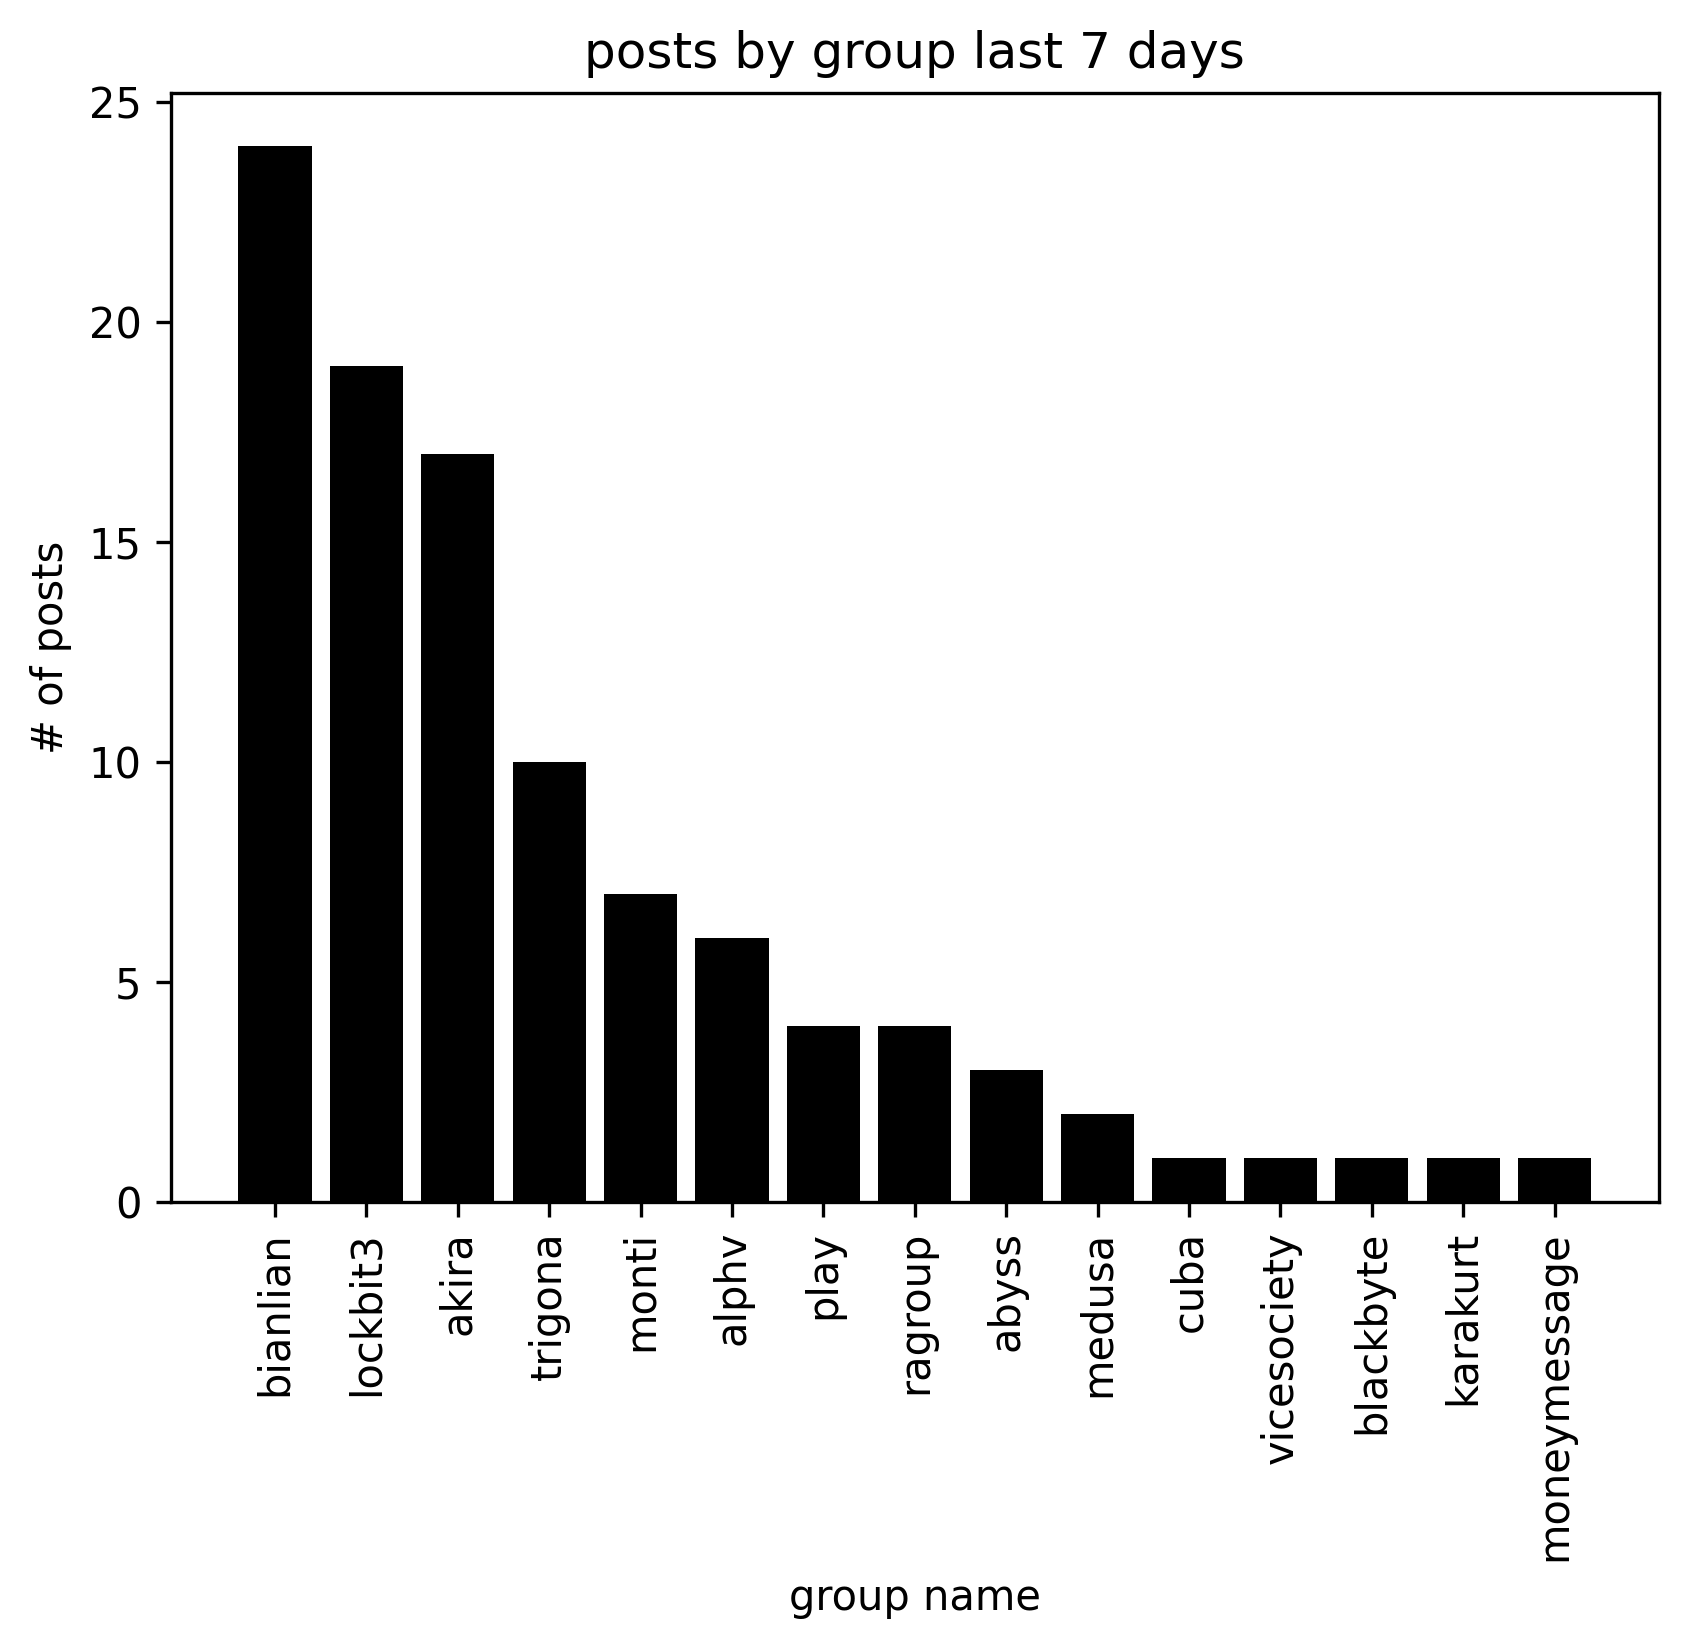 posts by group last 7 days
# of posts
25
20
15
10
5
0
bianlian
lockbit3
akira
trigona
monti
alphv
play
ragroup
abyss
medusa
cuba
vicesociety
blackbyte
karakurt
moneymessage
group name